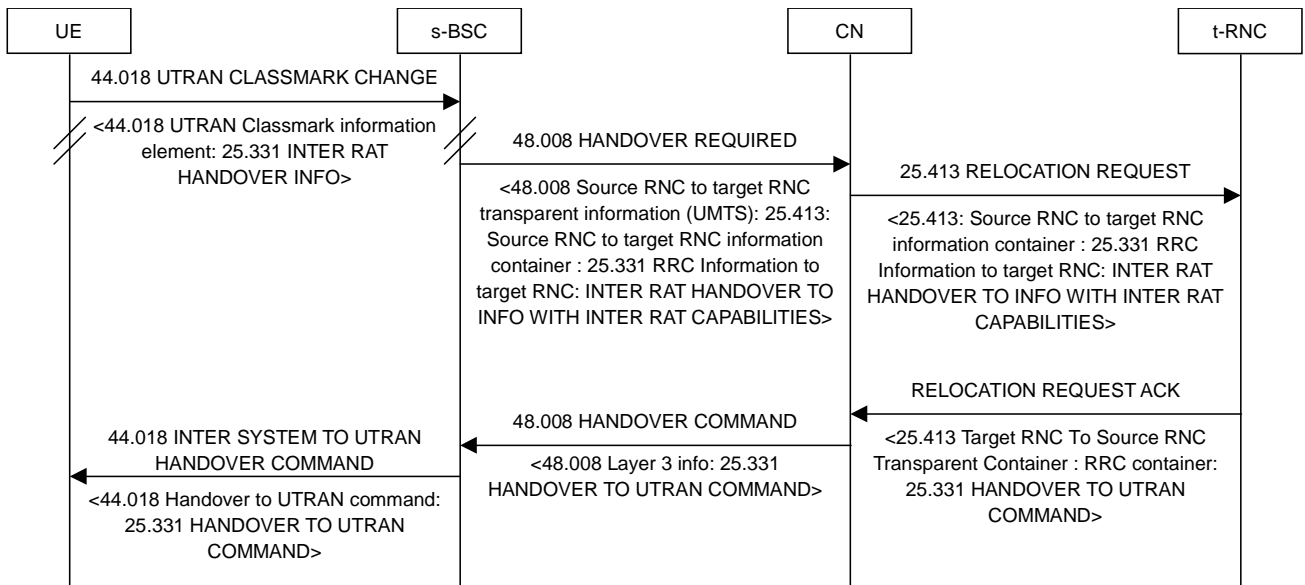 UE
s-BSC
CN
t-RNC
44.018 UTRAN CLASSMARK CHANGE
<44.018 UTRAN Classmark information
element: 25.331 INTER RAT
HANDOVER INFO>
48.008 HANDOVER REQUIRED
<48.008 Source RNC to target RNC
transparent information (UMTS): 25.413:
Source RNC to target RNC information
container : 25.331 RRC Information to
target RNC: INTER RAT HANDOVER TO
INFO WITH INTER RAT CAPABILITIES>
25.413 RELOCATION REQUEST
<25.413: Source RNC to target RNC
information container : 25.331 RRC
Information to target RNC: INTER RAT
HANDOVER TO INFO WITH INTER RAT
CAPABILITIES>
RELOCATION REQUEST ACK
<25.413 Target RNC To Source RNC
Transparent Container : RRC container:
25.331 HANDOVER TO UTRAN
COMMAND>
48.008 HANDOVER COMMAND
<48.008 Layer 3 info: 25.331
HANDOVER TO UTRAN COMMAND>
44.018 INTER SYSTEM TO UTRAN
HANDOVER COMMAND
<44.018 Handover to UTRAN command:
25.331 HANDOVER TO UTRAN
COMMAND>